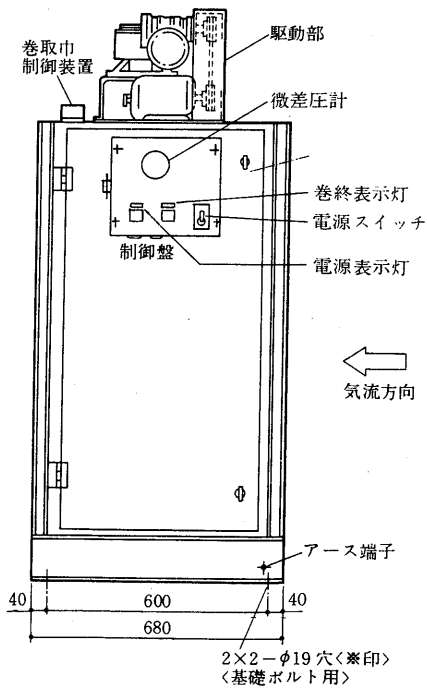 巻取巾
制御装置
駆動部
微差圧計
巻終表示灯
電源スイッチ
制御盤
電源表示灯
気流方向
アース端子
40
600
40
680
2×2−φ19穴〈※印〉
〈基礎ボルト用〉